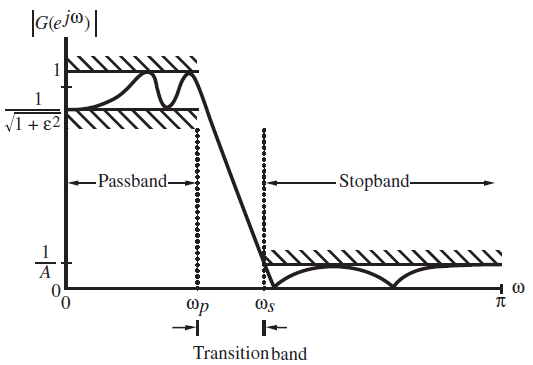 |G(e^jω)|
1
1
√1 + ε2
Passband
Stopband
1
A
0
0
ωp
ωs
π
ω
Transition band